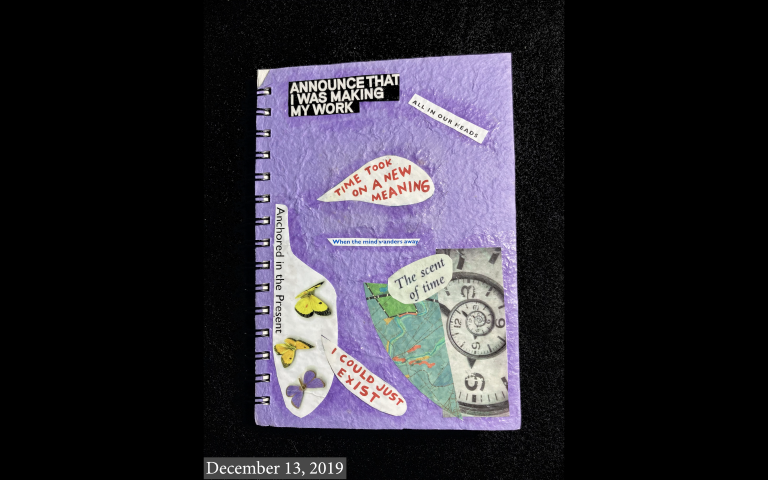 ANNOUNCE THAT
I WAS MAKING
MY WORK
ALL IN OUR HEADS
TIME TOOK
ON A NEW
MEANING
When the mind wanders away
Anchored in the Present
The scent
of time
I COULD JUST
EXIST
December 13, 2019